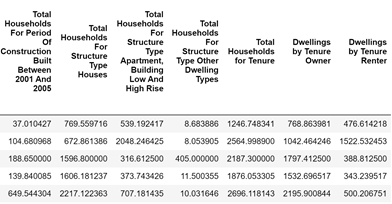 Total Households For Period Of Construction Built Between 2001 And 2005 | Total Households For Structure Type Houses | Total Households For Structure Type Apartment, Building Low And High Rise | Total Households For Structure Type Other Dwelling Types | Total Households for Tenure | Dwellings by Tenure Owner | Dwellings by Tenure Renter
37.010427 769.559716 539.192417 8.683886 1246.748341 768.863981 476.614218
104.680968 672.861386 2048.246425 8.053905 2564.998900 1042.464246 1522.532453
188.650000 1596.800000 316.612500 405.000000 2187.300000 1797.412500 388.812500
139.840085 1606.181237 373.743426 11.500355 1876.053305 1532.696517 343.239517
649.544304 2217.122363 707.181435 10.031646 2696.118143 2195.900844 500.206751